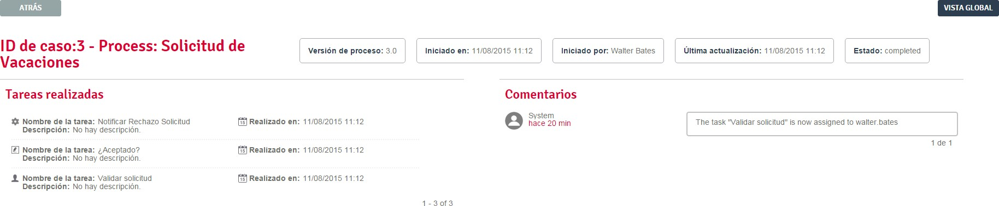 ATRÁS
VISTA GLOBAL
ID de caso:3 - Process: Solicitud de
Vacaciones
Versión de proceso: 3.0
Iniciado en: 11/08/2015 11:12
Iniciado por: Walter Bates
Última actualización: 11/08/2015 11:12
Estado: completed
Tareas realizadas
Nombre de la tarea: Notificar Rechazo Solicitud
Descripción: No hay descripción.
15 Realizado en: 11/08/2015 11:12
Nombre de la tarea: ¿Aceptado?
Descripción: No hay descripción.
15 Realizado en: 11/08/2015 11:12
Nombre de la tarea: Validar solicitud
Descripción: No hay descripción.
15 Realizado en: 11/08/2015 11:12
1 - 3 of 3
Comentarios
System
hace 20 min
The task "Validar solicitud" is now assigned to walter.bates
1 de 1